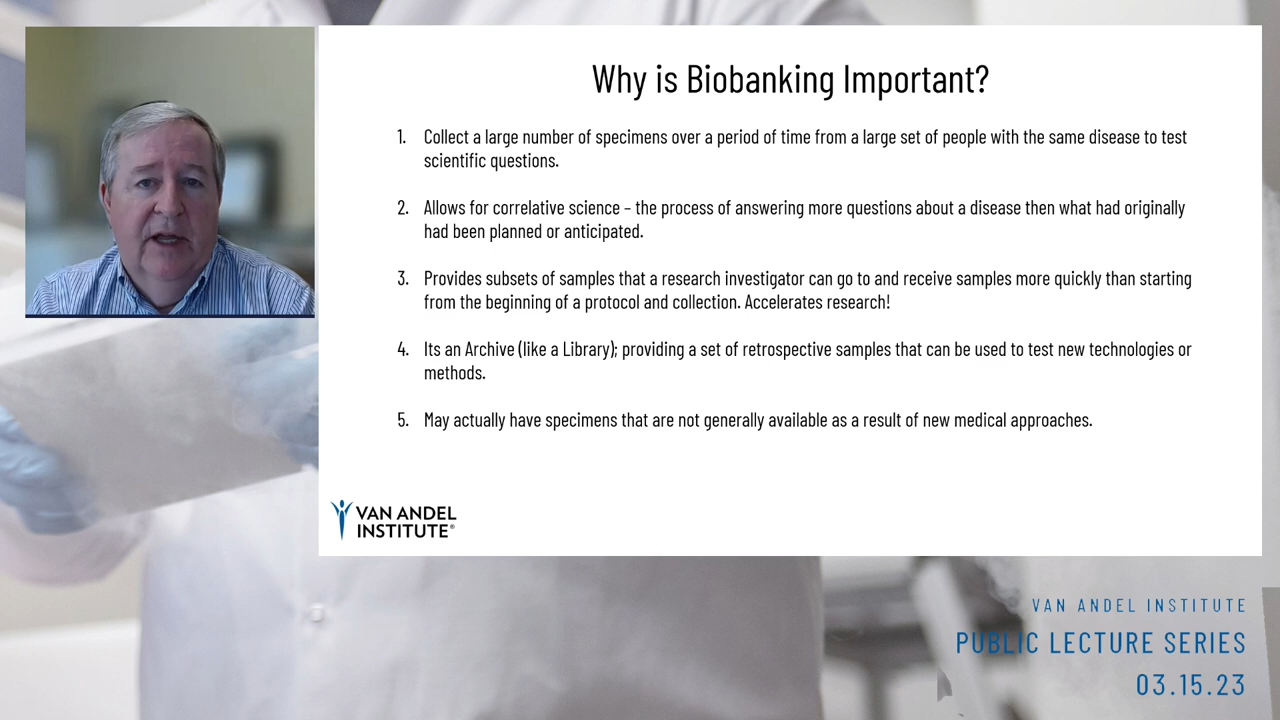 Why is Biobanking Important?
1. Collect a large number of specimens over a period of time from a large set of people with the same disease to test
scientific questions.
2. Allows for correlative science – the process of answering more questions about a disease then what had originally
had been planned or anticipated.
3. Provides subsets of samples that a research investigator can go to and receive samples more quickly than starting
from the beginning of a protocol and collection. Accelerates research!
4. Its an Archive (like a Library); providing a set of retrospective samples that can be used to test new technologies or
methods.
5. May actually have specimens that are not generally available as a result of new medical approaches.
VAN ANDEL
INSTITUTE®
VAN ANDEL INSTITUTE
PUBLIC LECTURE SERIES
03.15.23